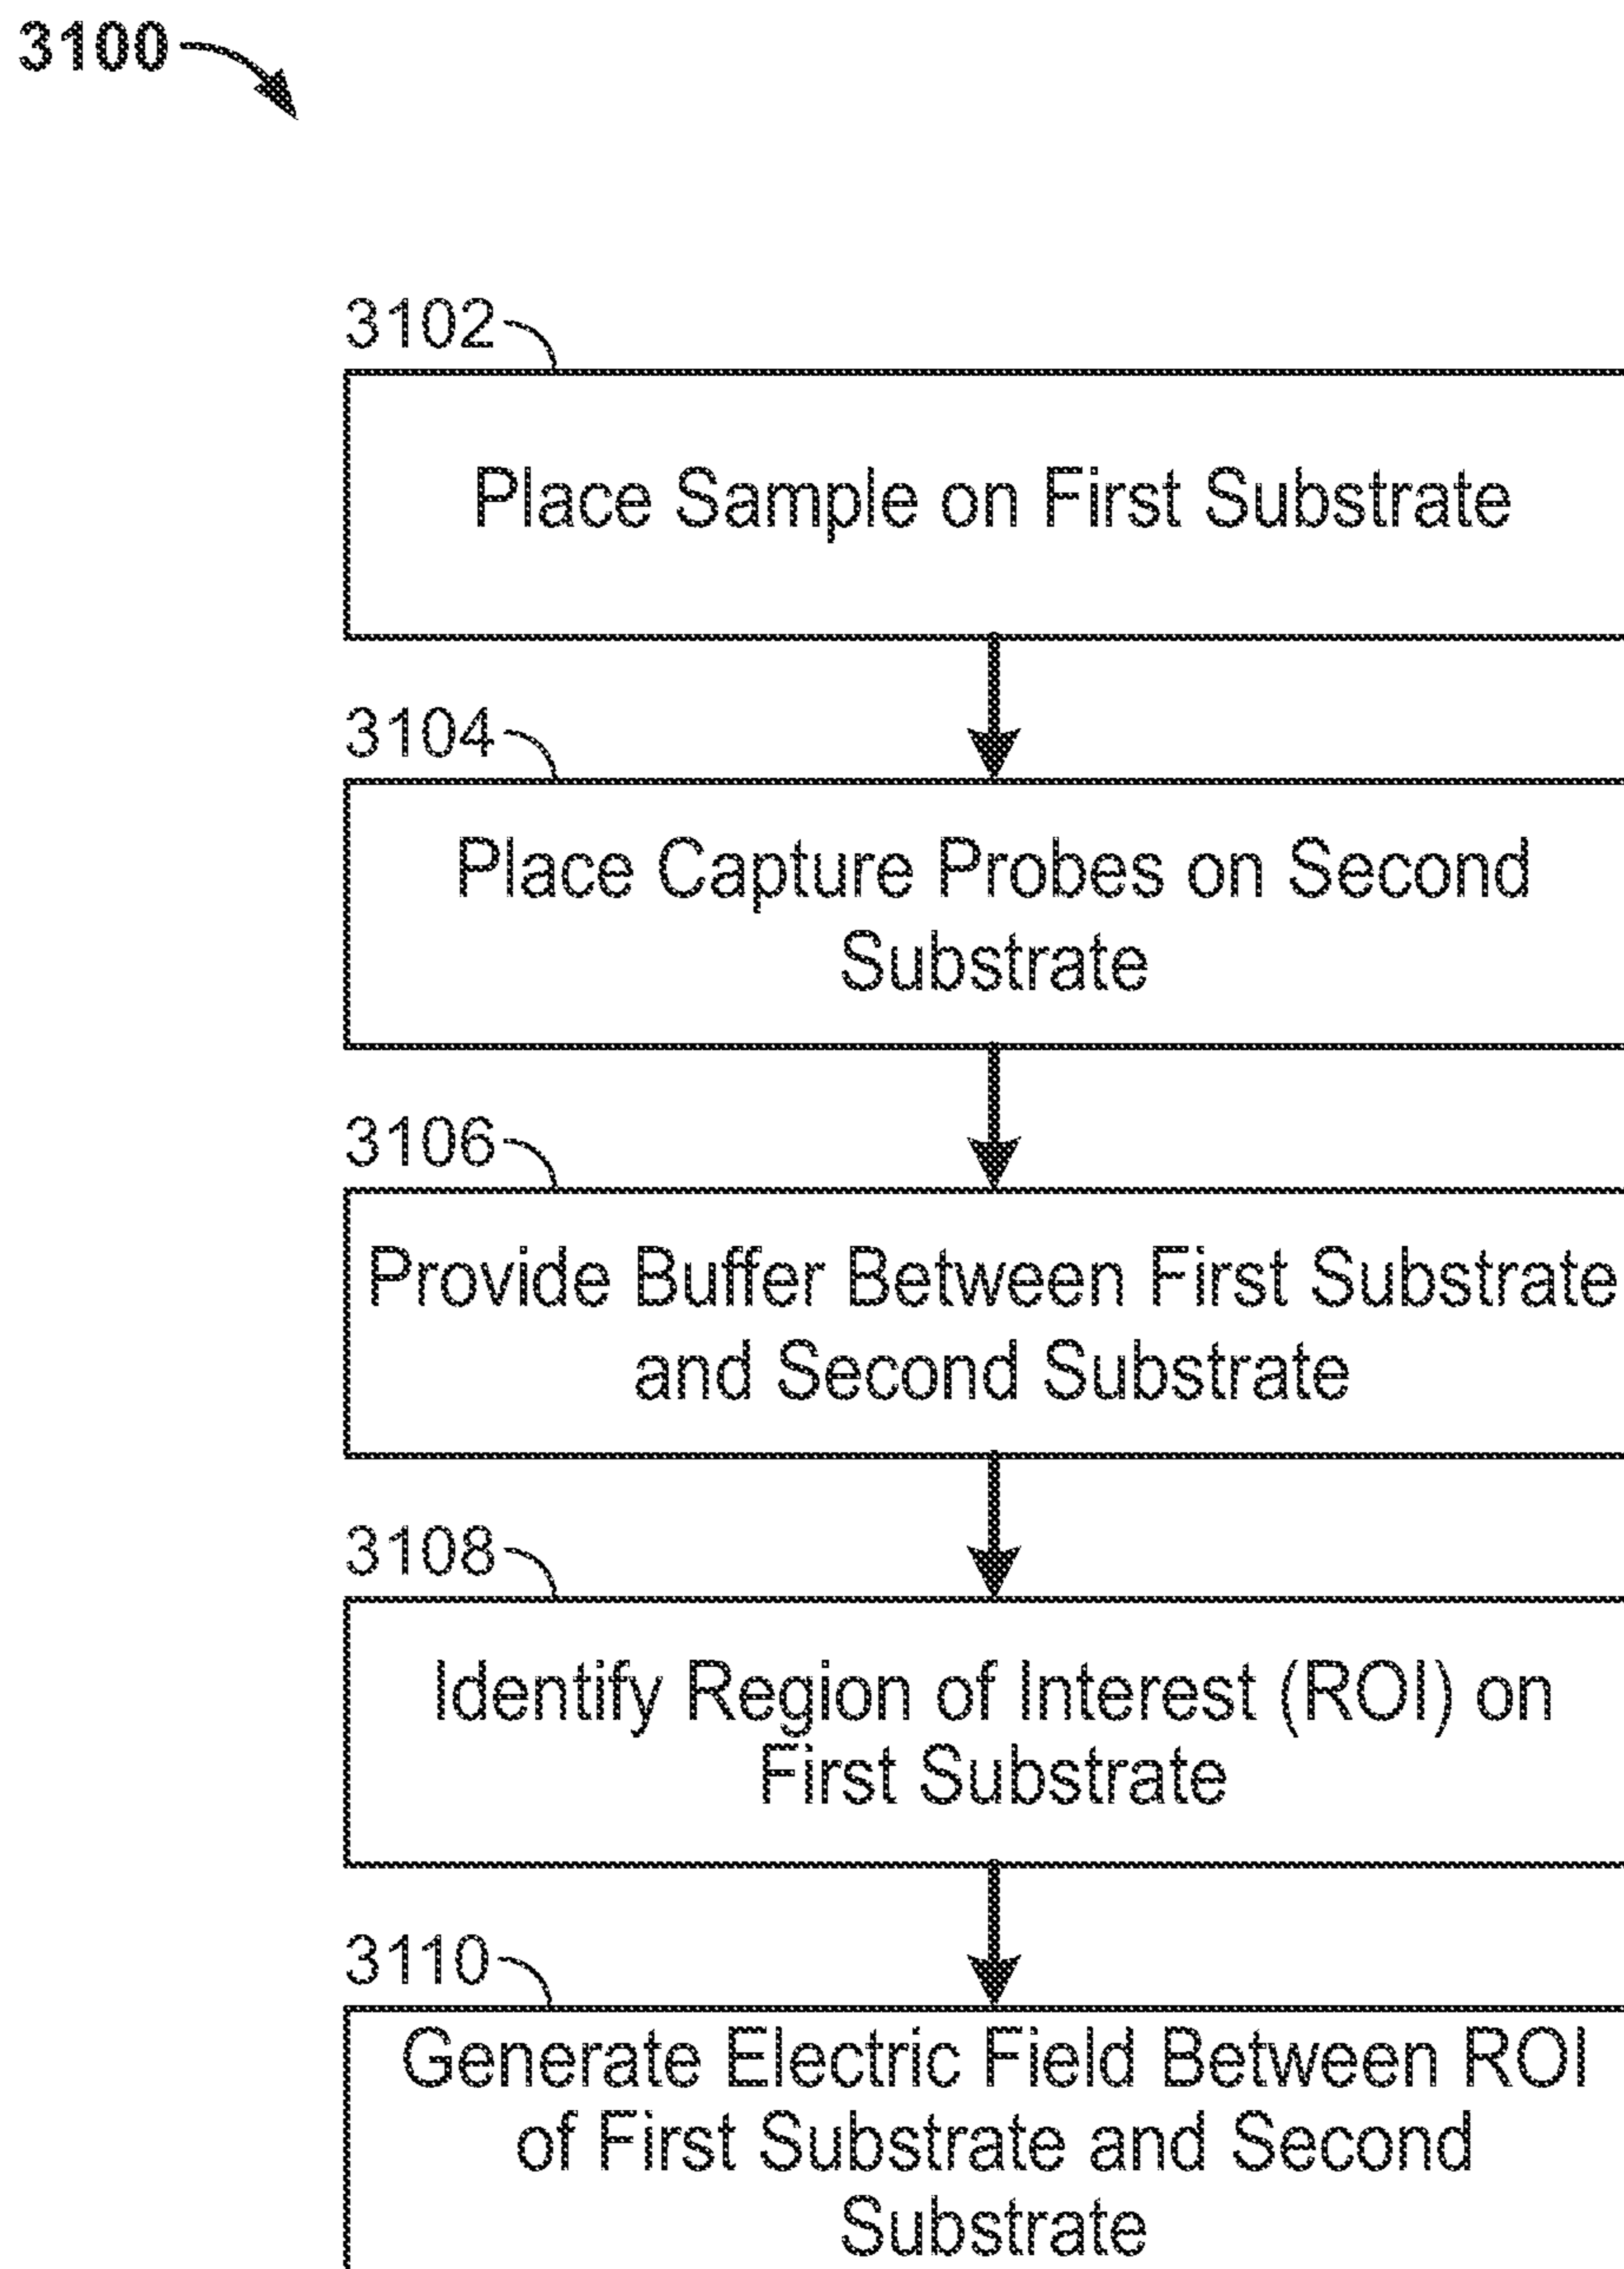 3100
3102
Place Sample on First Substrate
3104
Place Capture Probes on Second
Substrate
3106
Provide Buffer Between First Substrate
and Second Substrate
3108
Identify Region of Interest (ROI) on
First Substrate
3110
Generate Electric Field Between ROI
of First Substrate and Second
Substrate